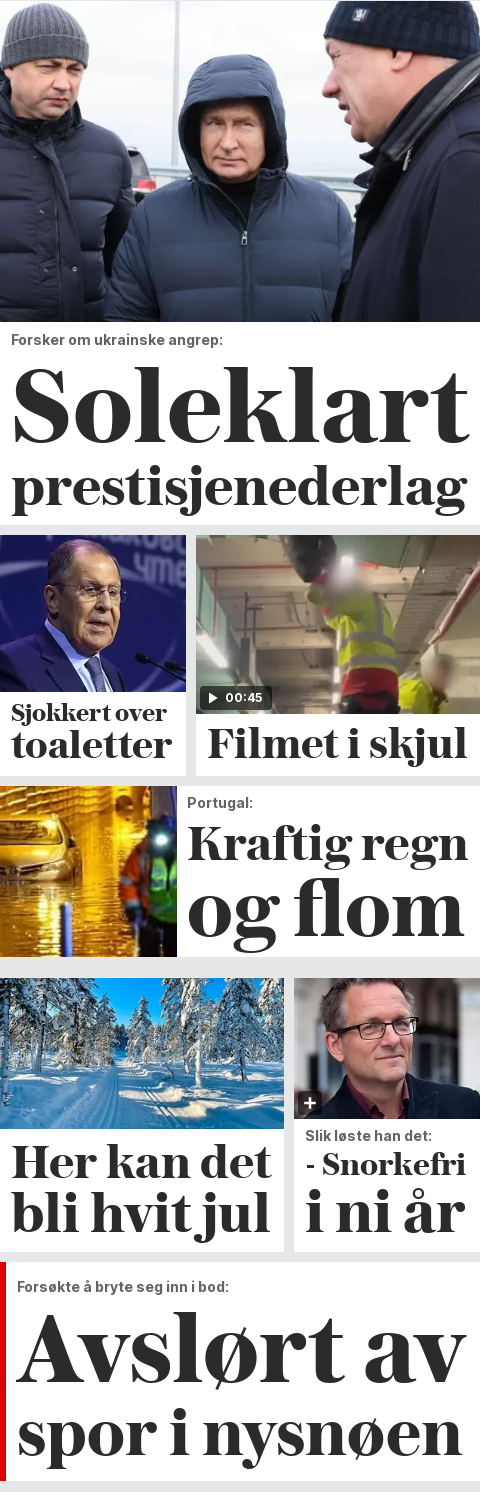 Forsker om ukrainske angrep:
Soleklart
prestisjenederlag
Sjokkert over
toaletter
00:45
Filmet i skjul
Portugal:
Kraftig regn
og flom
Her kan det
bli hvit jul
Slik løste han det:
- Snorkefri
i ni år
Forsøkte å bryte seg inn i bod:
Avslørt av
spor i nysnøen